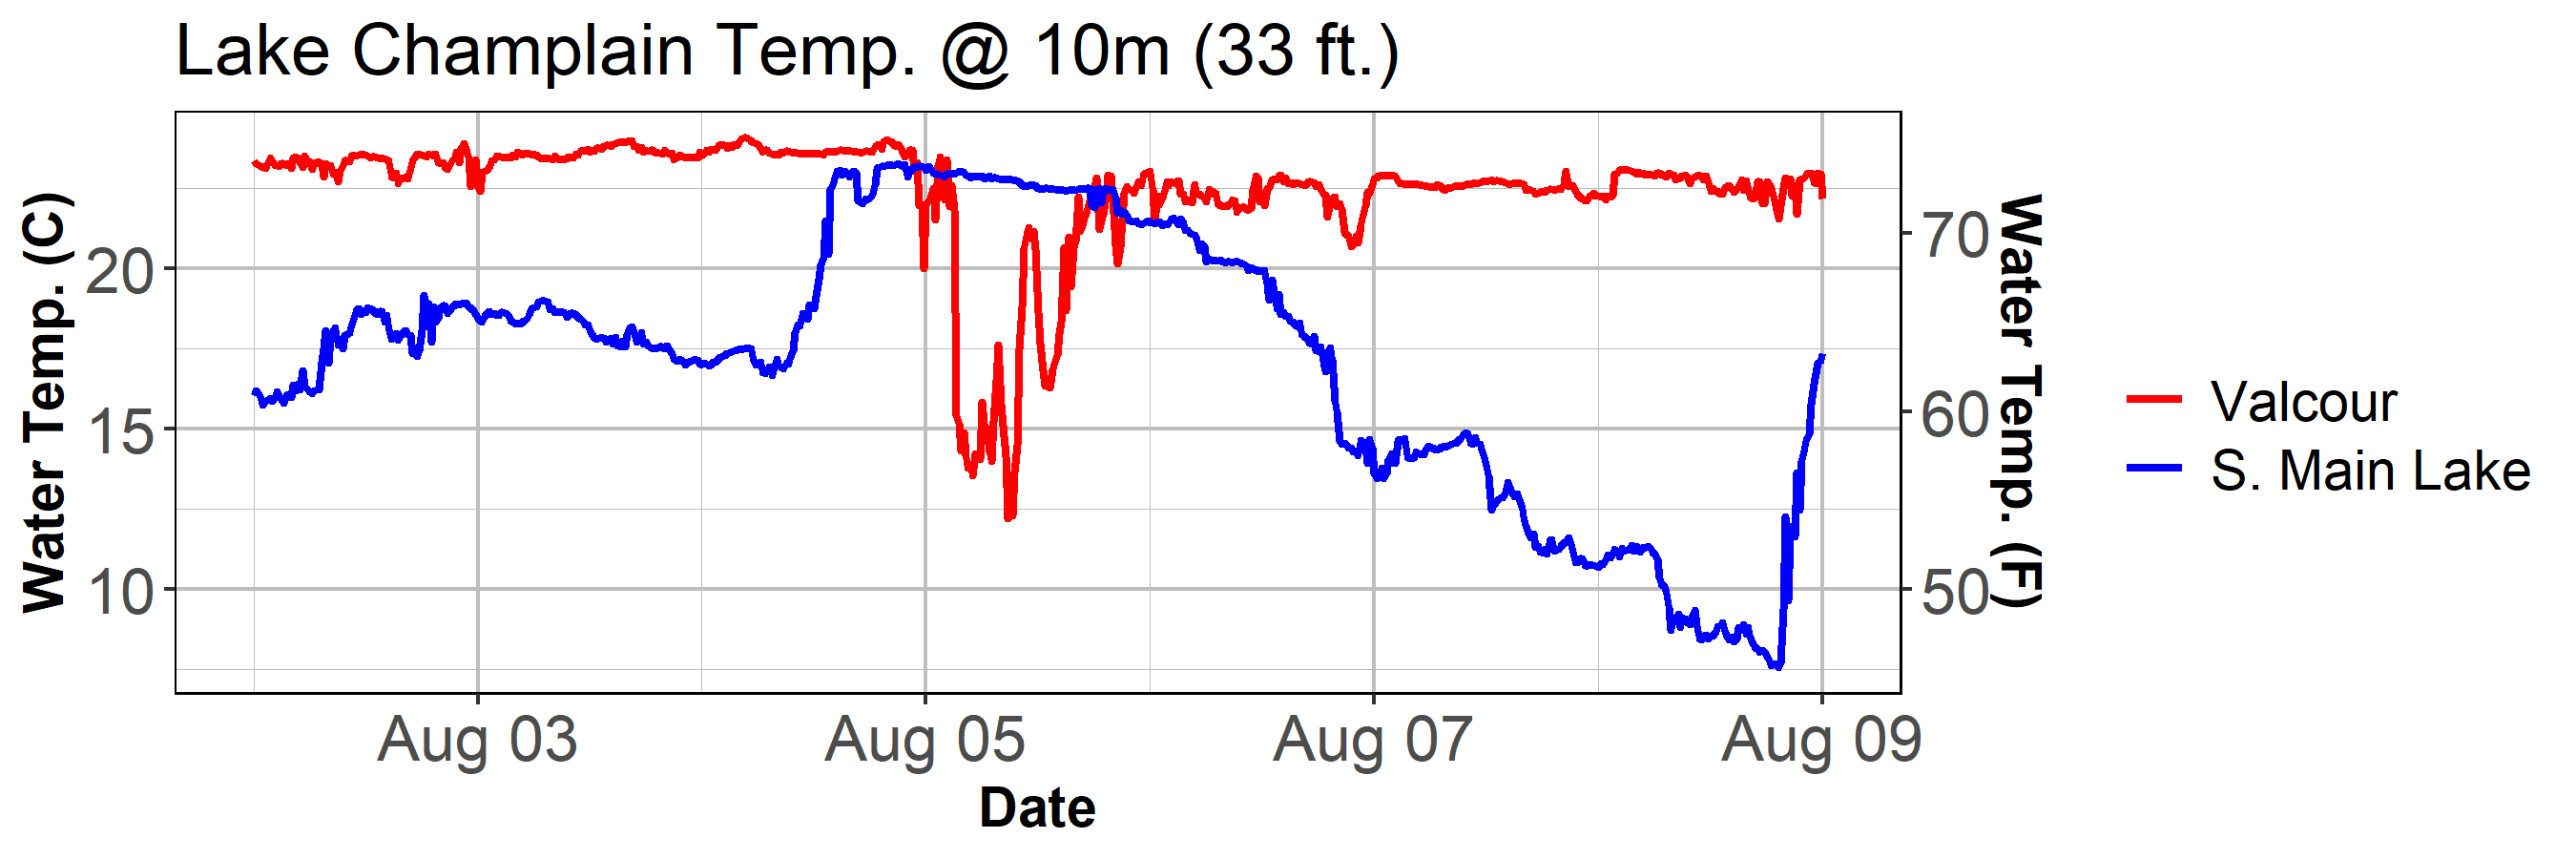 Lake Champlain Temp. @ 10m (33 ft.)
Water Temp. (C)
20
15
10
70
60
50
Water Temp. (F)
Aug 03
Aug 05
Aug 07
Aug 09
Date
Valcour
S. Main Lake